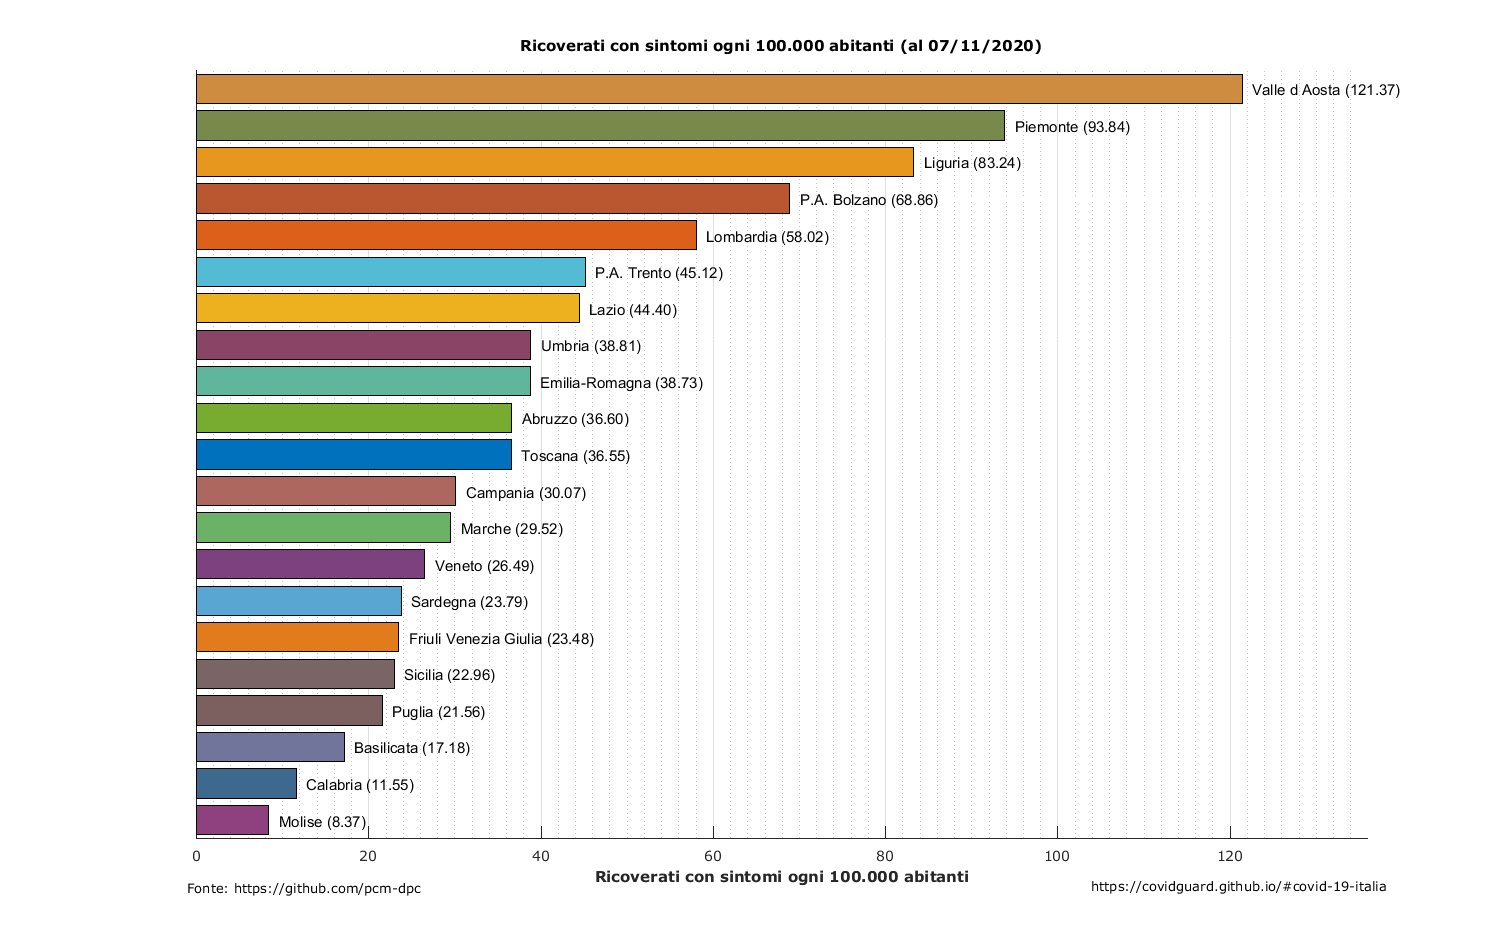 Ricoverati con sintomi ogni 100.000 abitanti (al 07/11/2020)
Valle d Aosta (121.37)
Piemonte (93.84)
Liguria (83.24)
P.A. Bolzano (68.86)
Lombardia (58.02)
P.A. Trento (45.12)
Lazio (44.40)
Umbria (38.81)
Emilia-Romagna (38.73)
Abruzzo (36.60)
Toscana (36.55)
Campania (30.07)
Marche (29.52)
Veneto (26.49)
Sardegna (23.79)
Friuli Venezia Giulia (23.48)
Sicilia (22.96)
Puglia (21.56)
Basilicata (17.18)
Calabria (11.55)
Molise (8.37)
0 20 40 60 80 100 120
Ricoverati con sintomi ogni 100.000 abitanti
Fonte: https://github.com/pcm-dpc
https://covidguard.github.io/#covid-19-italia